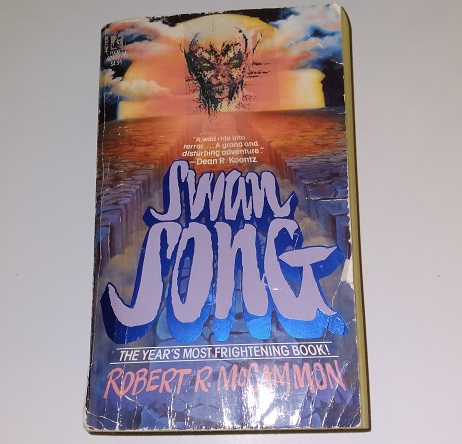 "A wild ride into
terror... A grand and
disturbing adventure."
—Dean R. Koontz
Swan
SONG
THE YEAR'S MOST FRIGHTENING BOOK!
ROBERT R. McCAMMON